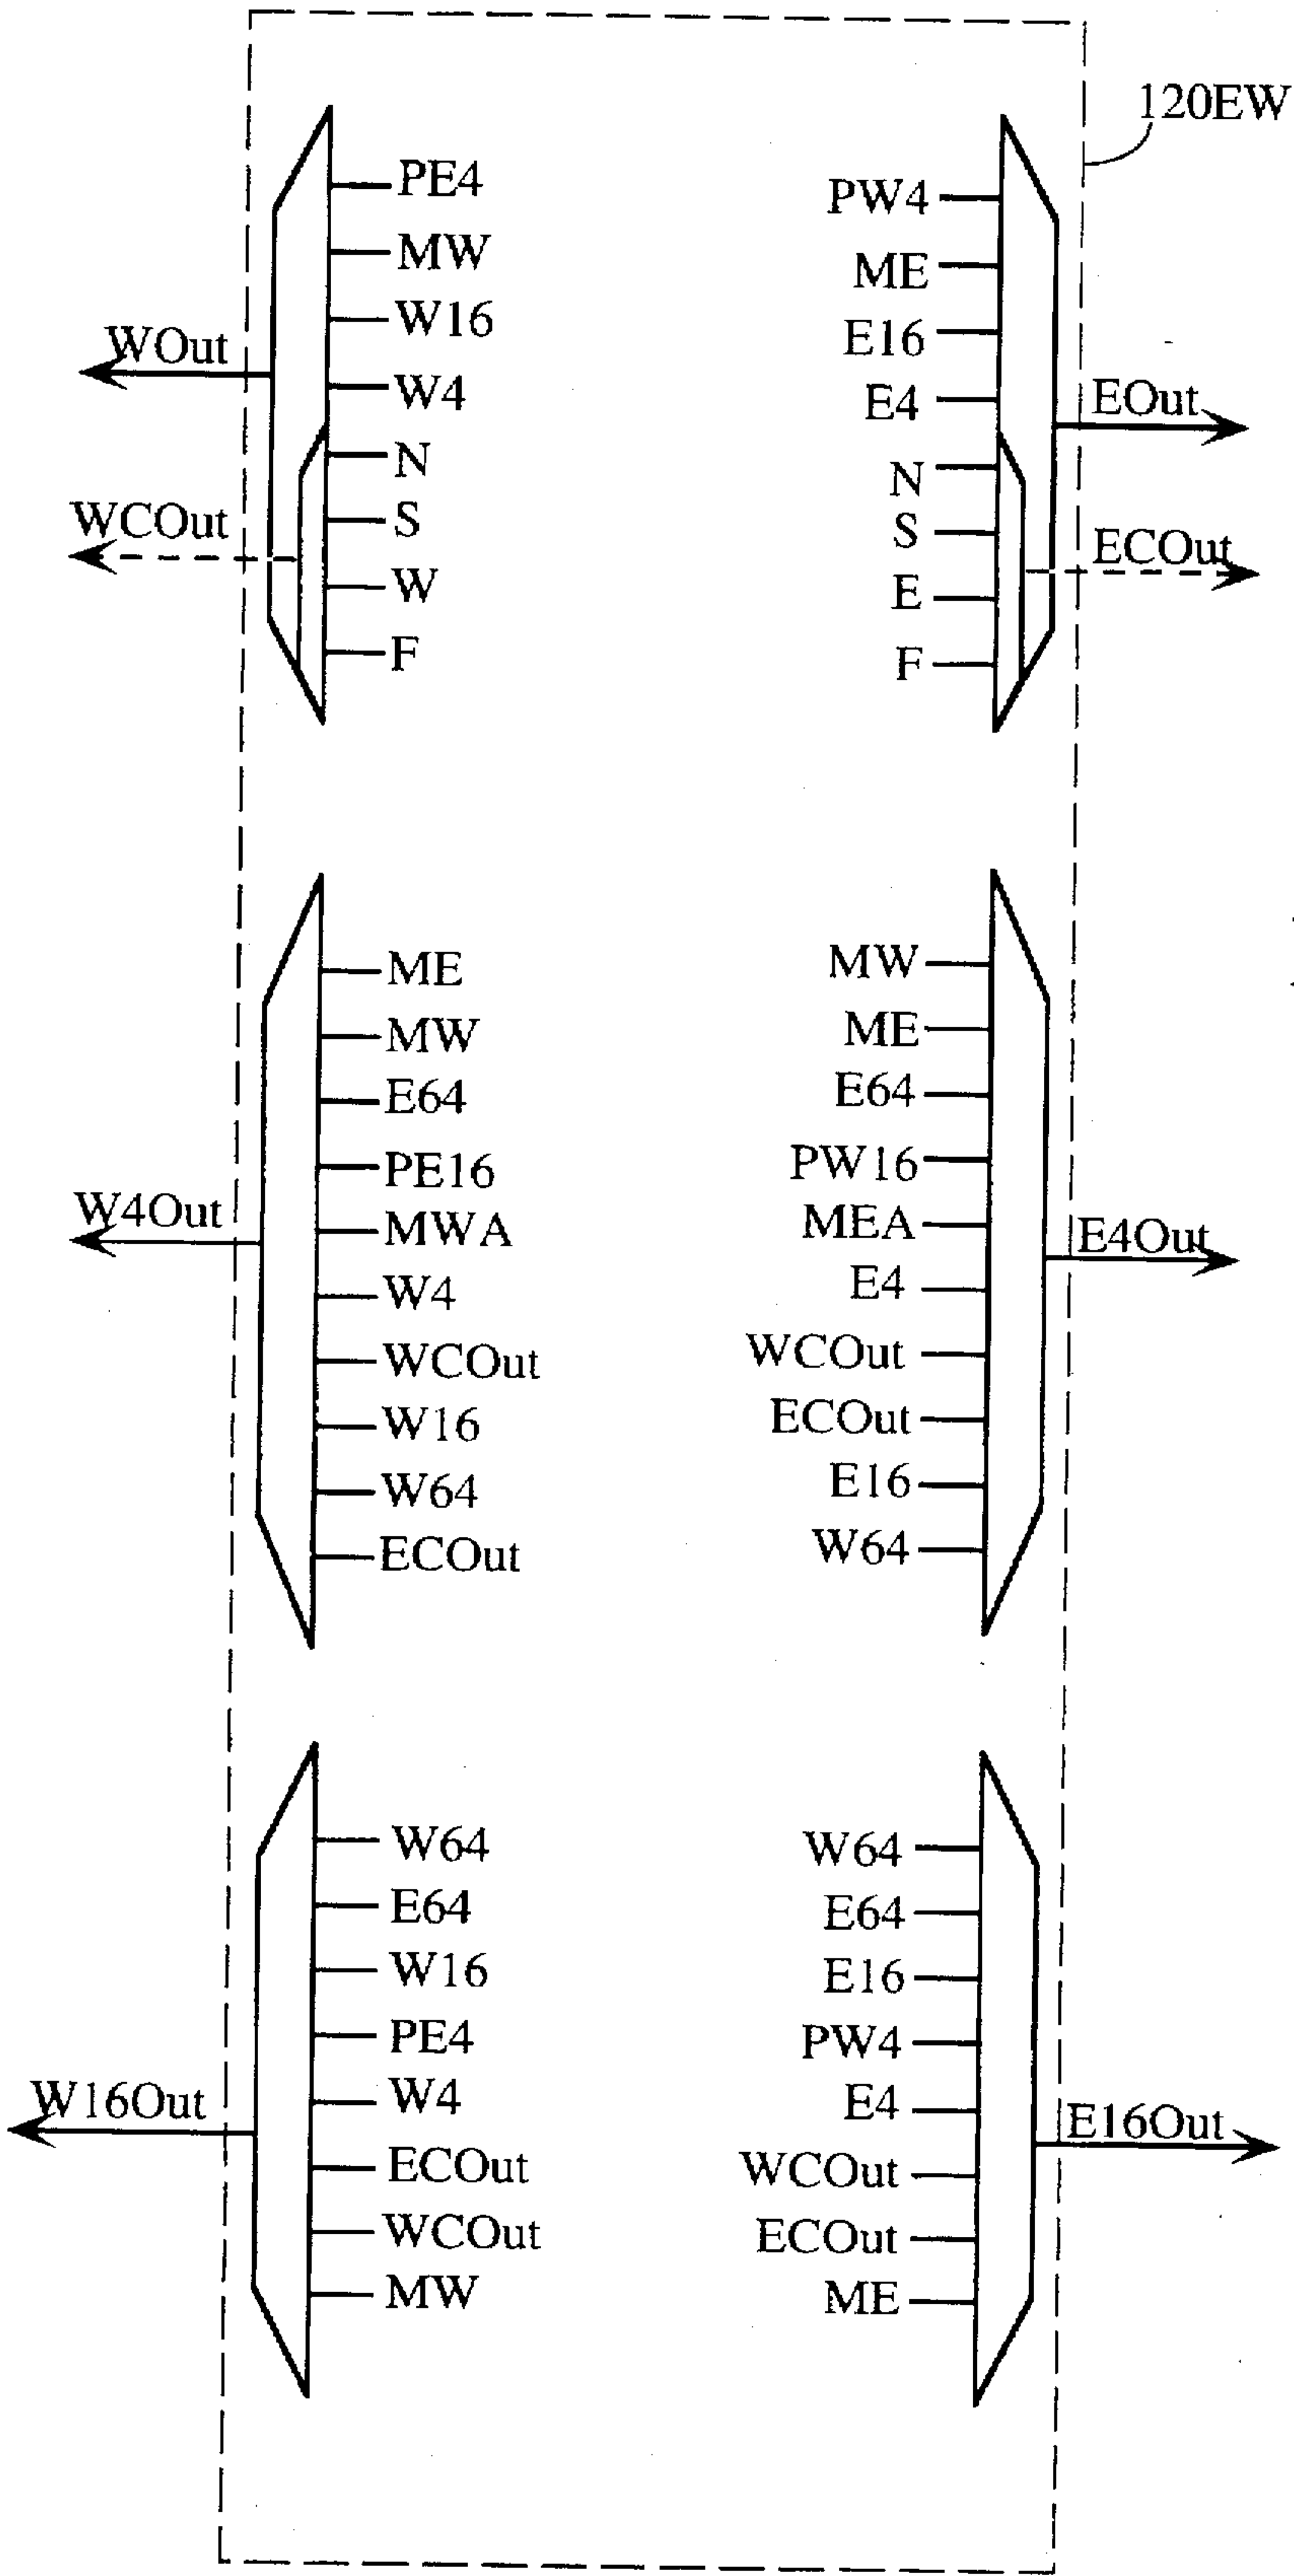 120EW
PE4
MW
W16
W4
N
S
W
F
WOut
WCOut
PW4
ME
E16
E4
N
S
E
F
EOut
ECOut
ME
MW
E64
PE16
MWA
W4
WCOut
W16
W64
ECOut
W4Out
MW
ME
E64
PW16
MEA
E4
WCOut
ECOut
E16
W64
E4Out
W64
E64
W16
PE4
W4
ECOut
WCOut
MW
W16Out
W64
E64
E16
PW4
E4
WCOut
ECOut
ME
E16Out